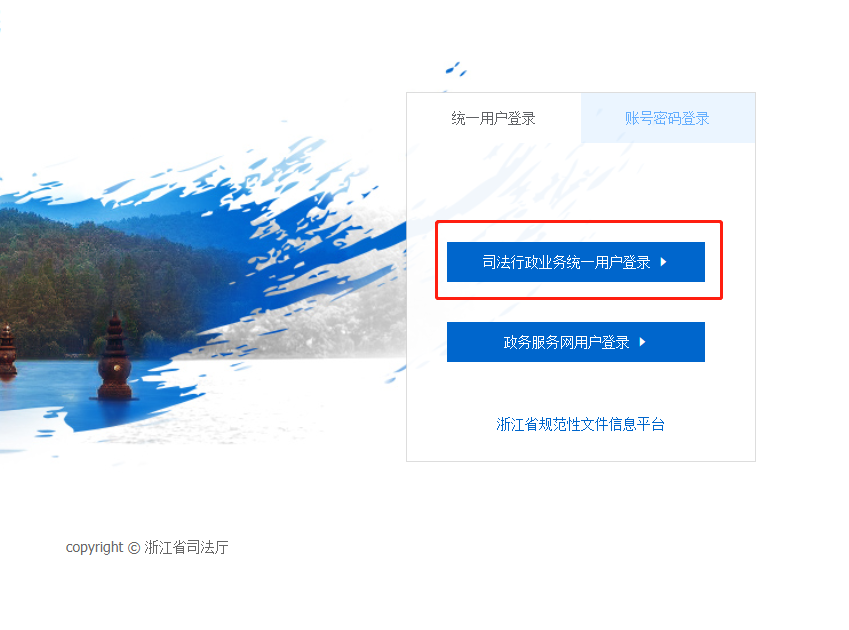 统一用户登录
账号密码登录
司法行政业务统一用户登录
政务服务网用户登录
浙江省规范性文件信息平台
copyright © 浙江省司法厅